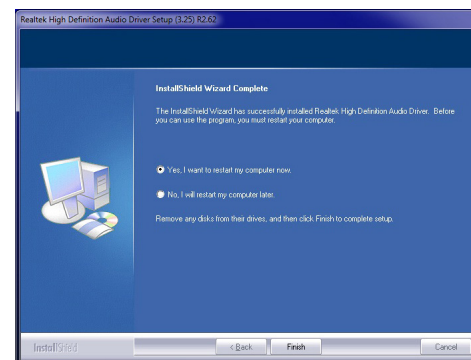 Realtek High Definition Audio Driver Setup (3.25) R2.62
InstallShield Wizard Complete
The InstallShield Wizard has successfully installed Realtek High Definition Audio Driver. Before
you can use the program, you must restart your computer.
Yes, I want to restart my computer now.
No, I will restart my computer later.
Remove any disks from their drives, and then click Finish to complete setup.
InstallShield
< Back
Finish
Cancel